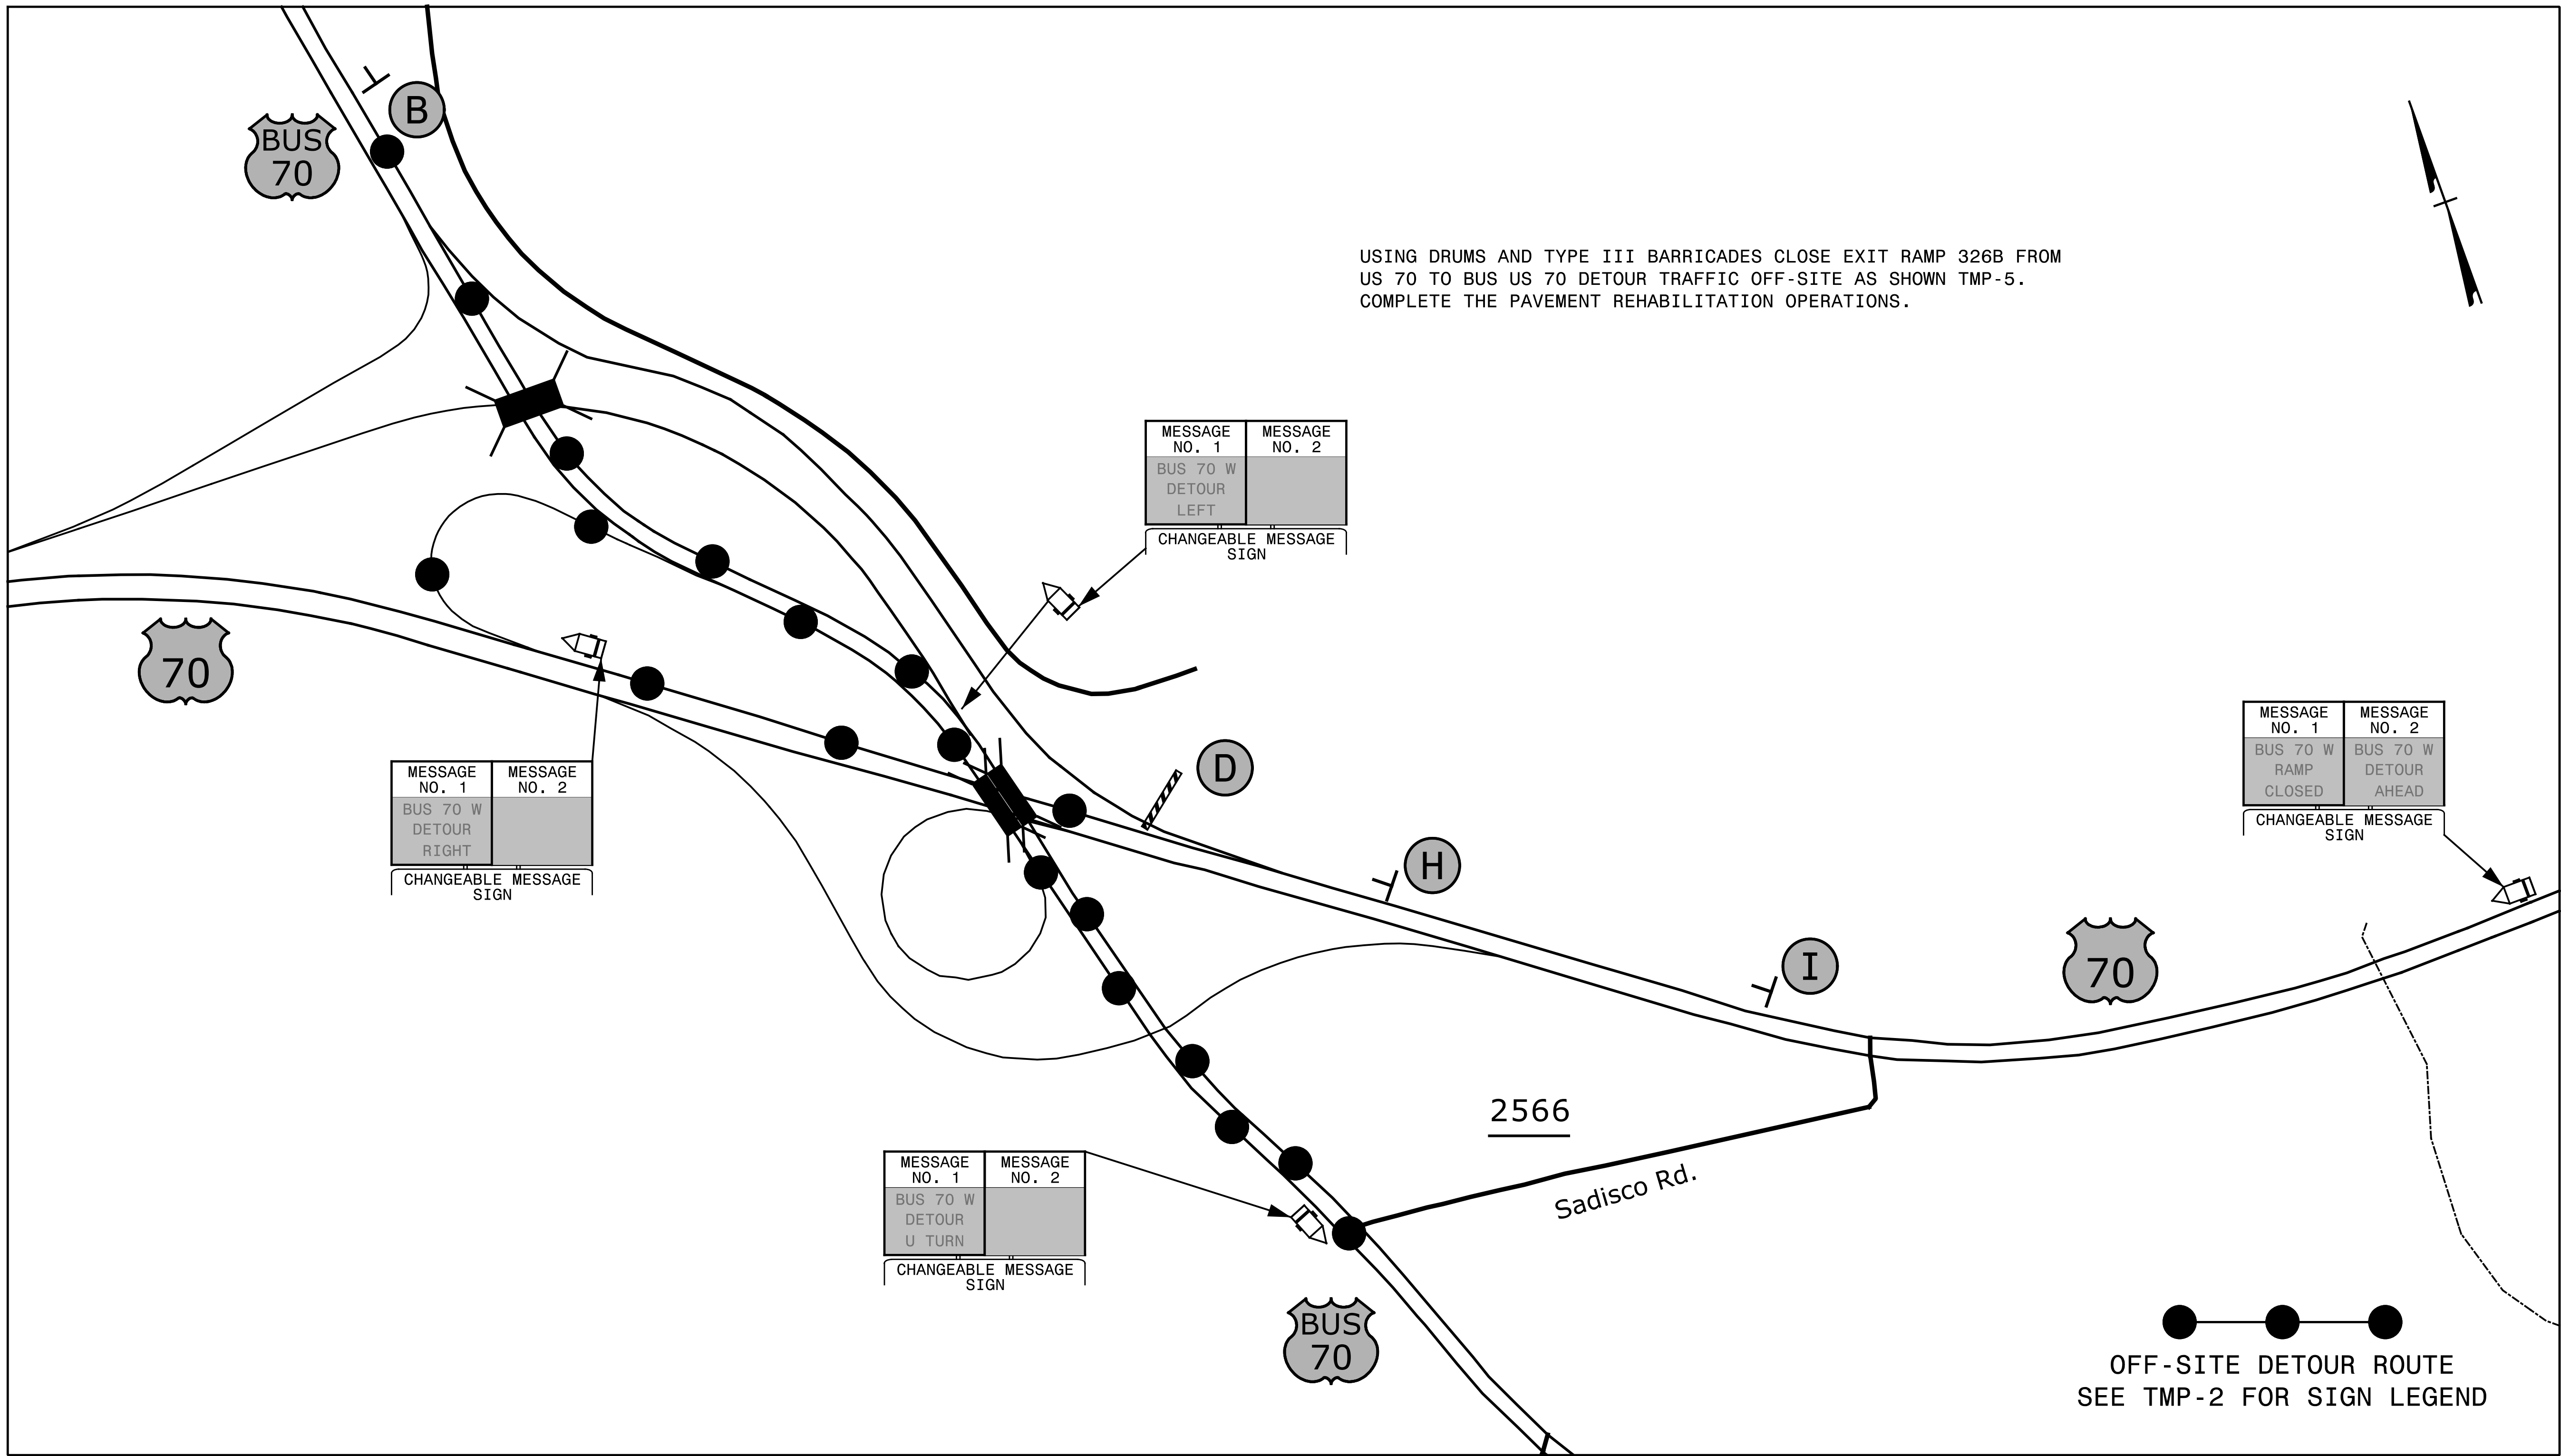 B
BUS
70
USING DRUMS AND TYPE III BARRICADES CLOSE EXIT RAMP 326B FROM
US 70 TO BUS US 70 DETOUR TRAFFIC OFF-SITE AS SHOWN TMP-5.
COMPLETE THE PAVEMENT REHABILITATION OPERATIONS.
MESSAGE
NO. 1
MESSAGE
NO. 2
BUS 70 W
DETOUR
LEFT
CHANGEABLE MESSAGE
SIGN
70
MESSAGE
NO. 1
MESSAGE
NO. 2
BUS 70 W
DETOUR
RIGHT
CHANGEABLE MESSAGE
SIGN
D
H
I
MESSAGE
NO. 1
MESSAGE
NO. 2
BUS 70 W
RAMP
CLOSED
BUS 70 W
DETOUR
AHEAD
CHANGEABLE MESSAGE
SIGN
70
2566
Sadisco Rd.
MESSAGE
NO. 1
MESSAGE
NO. 2
BUS 70 W
DETOUR
U TURN
CHANGEABLE MESSAGE
SIGN
BUS
70
OFF-SITE DETOUR ROUTE
SEE TMP-2 FOR SIGN LEGEND